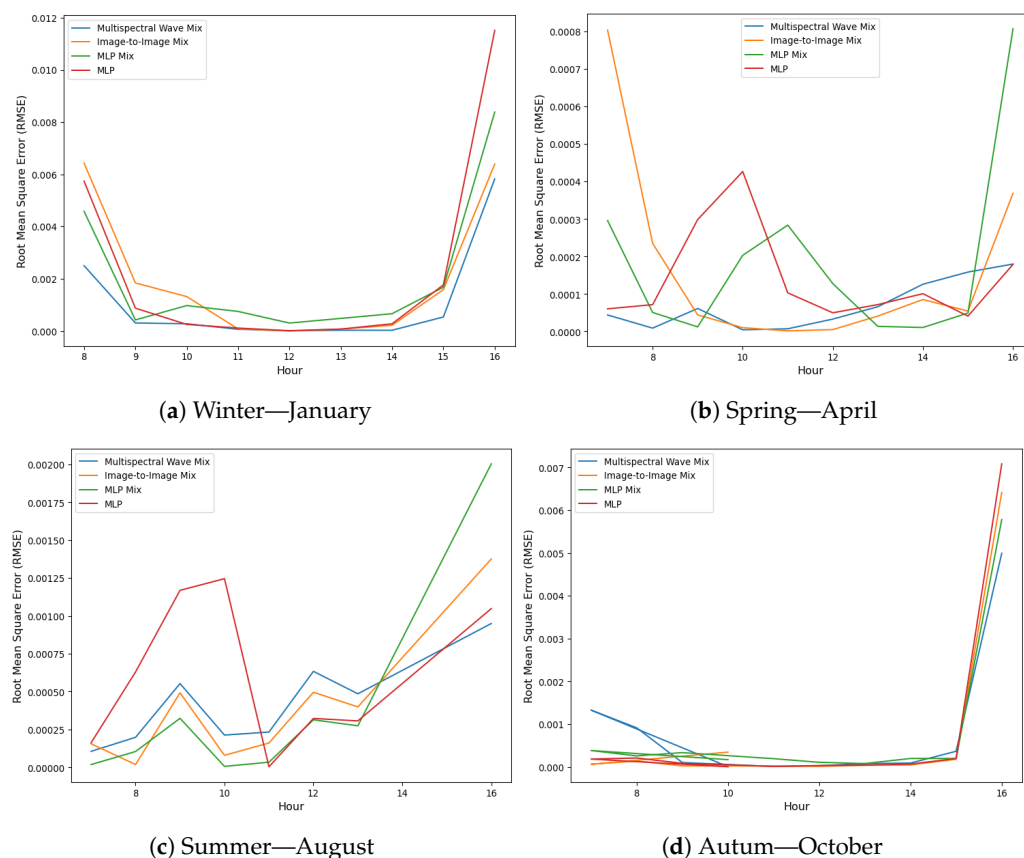 0.012
0.010
0.008
0.006
0.004
0.002
0.000
Root Mean Square Error (RMSE)
Multispectral Wave Mix
Image-to-Image Mix
MLP Mix
MLP
8 9 10 11 12 13 14 15 16
Hour
(a) Winter—January
0.0008
0.0007
0.0006
0.0005
0.0004
0.0003
0.0002
0.0001
0.0000
Root Mean Square Error (RMSE)
Multispectral Wave Mix
Image-to-Image Mix
MLP Mix
MLP
8 10 12 14 16
Hour
(b) Spring—April
0.00200
0.00175
0.00150
0.00125
0.00100
0.00075
0.00050
0.00025
0.00000
Root Mean Square Error (RMSE)
Multispectral Wave Mix
Image-to-Image Mix
MLP Mix
MLP
8 10 12 14 16
Hour
(c) Summer—August
0.007
0.006
0.005
0.004
0.003
0.002
0.001
0.000
Root Mean Square Error (RMSE)
Multispectral Wave Mix
Image-to-Image Mix
MLP Mix
MLP
8 10 12 14 16
Hour
(d) Autum—October